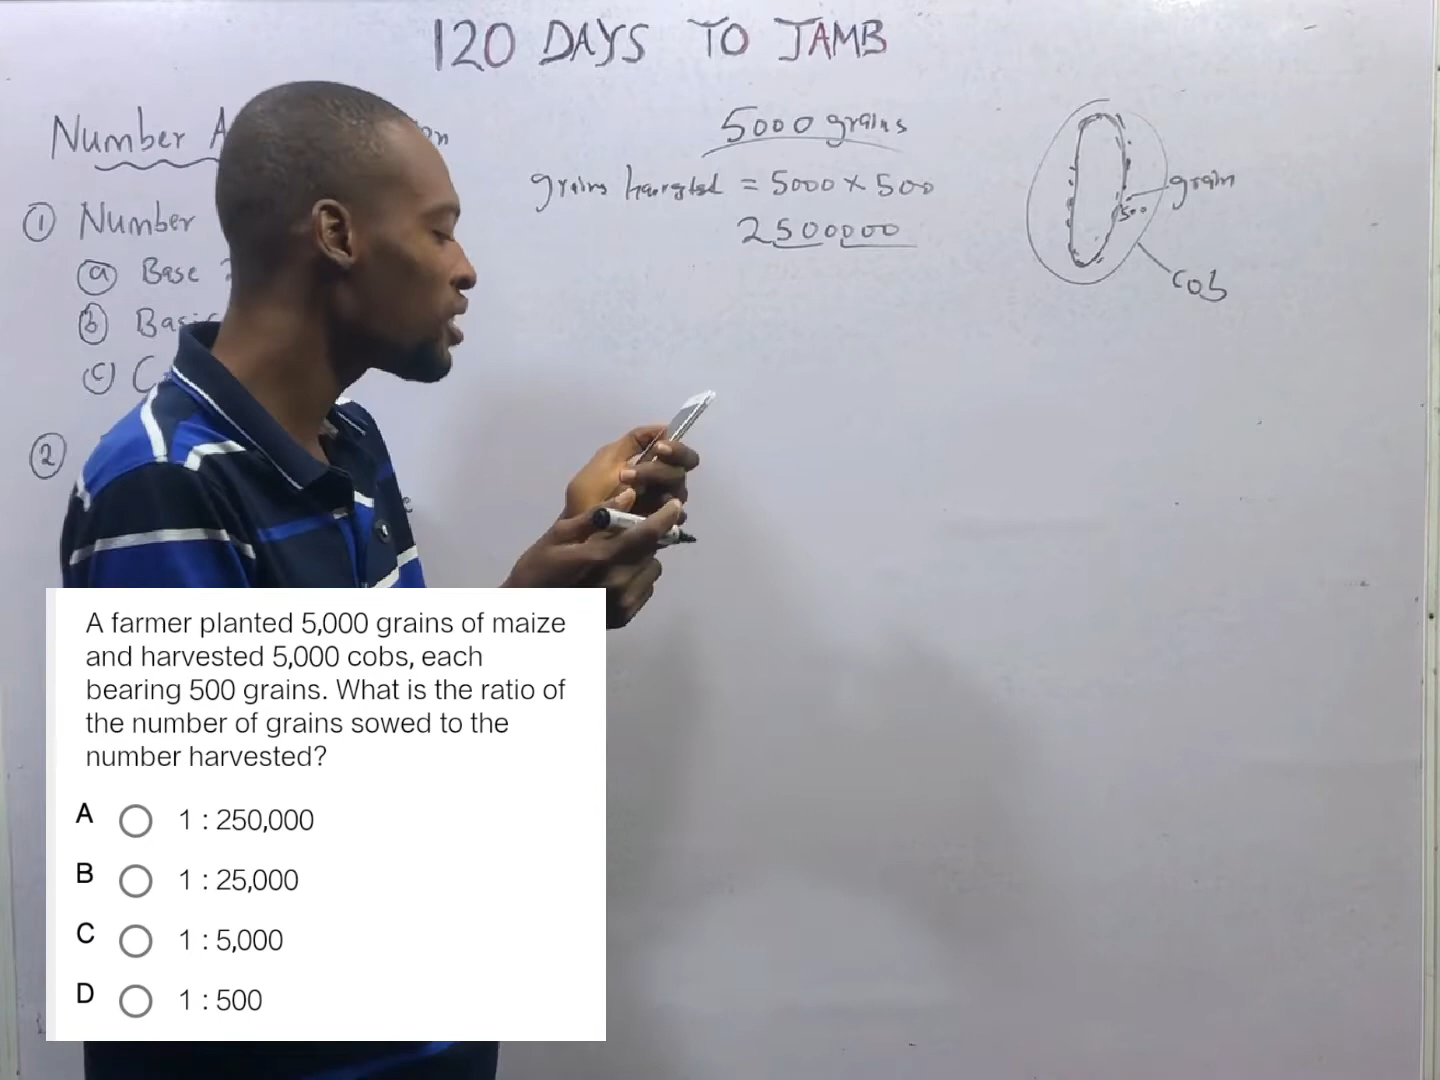 120 DAYS TO JAMB
Number
① Number
ⓐ Base
ⓑ Basic
ⓒ C
②
5000 grains
grains harvested = 5000 × 500
2500000
grain
500
cob
A farmer planted 5,000 grains of maize
and harvested 5,000 cobs, each
bearing 500 grains. What is the ratio of
the number of grains sowed to the
number harvested?
A 1 : 250,000
B 1 : 25,000
C 1 : 5,000
D 1 : 500